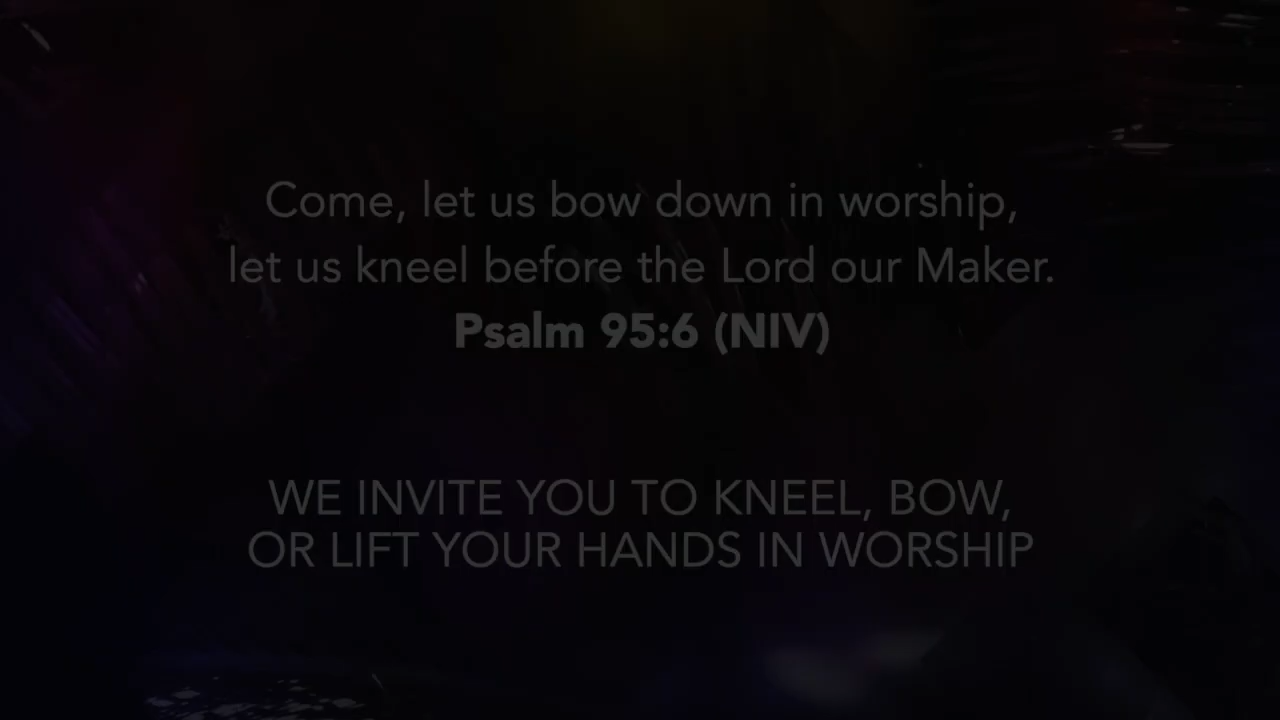 Come, let us bow down in worship,
let us kneel before the Lord our Maker.
Psalm 95:6 (NIV)
WE INVITE YOU TO KNEEL, BOW,
OR LIFT YOUR HANDS IN WORSHIP